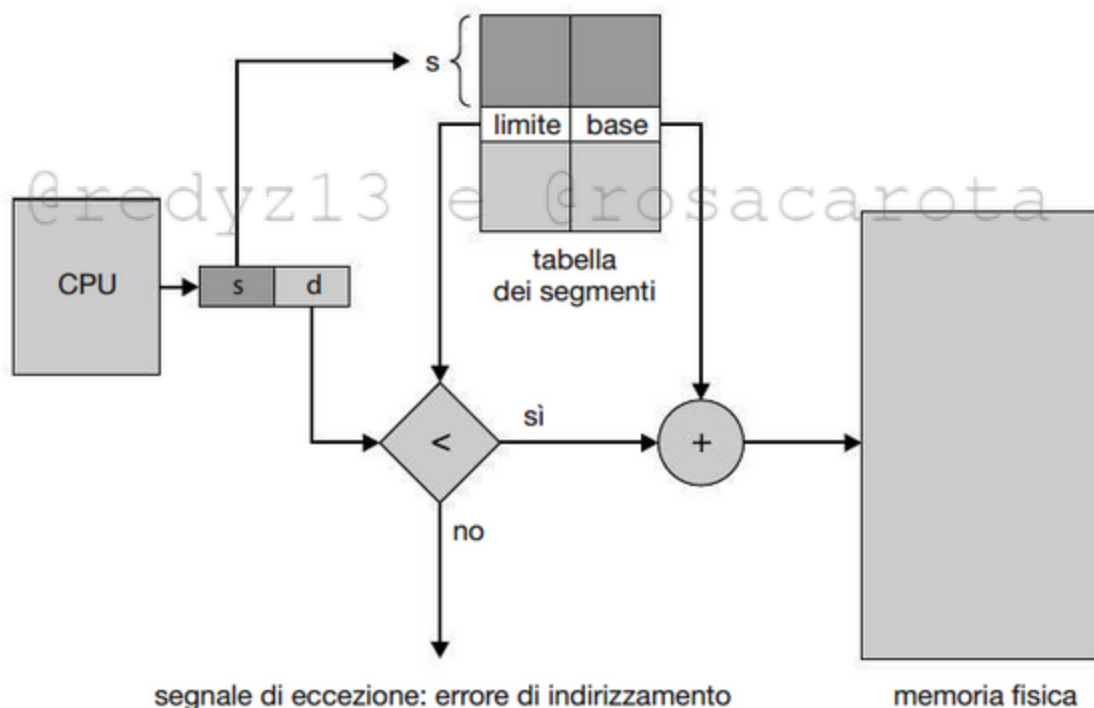 s
limite base
@redyz13 e @rosacarota
CPU
s d
tabella
dei segmenti
<
sì
+
no
segnale di eccezione: errore di indirizzamento
memoria fisica